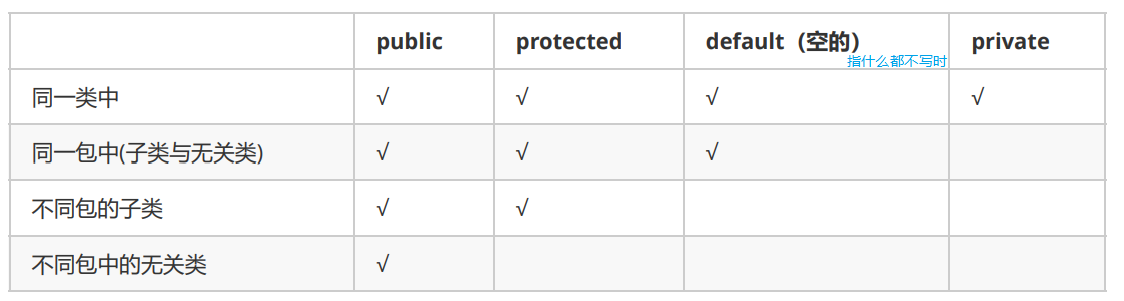 public protected default（空的） private
指什么都不写时
同一类中 √ √ √ √
同一包中(子类与无关类) √ √ √
不同包的子类 √ √
不同包中的无关类 √